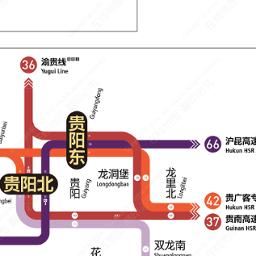 36
渝贵线
Yugui Line
Guiyangdong
贵阳东
66
沪昆高速
Hukun HSR
龙洞堡
Longdongbao
龙里北
Longlibei
贵阳北
贵阳
Guiyang
42
贵广客专
Guiguan HSR
37
贵南高速
Guinan HSR
双龙南
Shuanglongnan
花